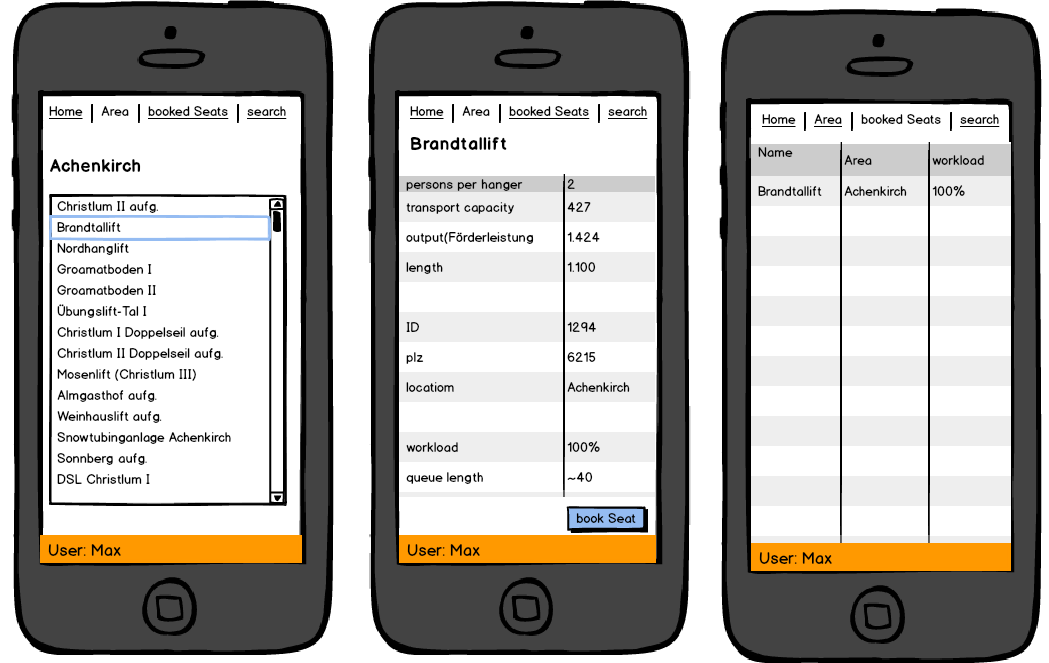 Home | Area | booked Seats | search
Achenkirch
Christlum II aufg.
Brandtallift
Nordhanglift
Groamatboden I
Groamatboden II
Übungslift-Tal I
Christlum I Doppelseil aufg.
Christlum II Doppelseil aufg.
Mosenlift (Christlum III)
Almgasthof aufg.
Weinhauslift aufg.
Snowtubinganlage Achenkirch
Sonnberg aufg.
DSL Christlum I
User: Max
Home | Area | booked Seats | search
Brandtallift
persons per hanger 2
transport capacity 427
output(Förderleistung 1.424
length 1.100
ID 1294
plz 6215
locatiom Achenkirch
workload 100%
queue length ~40
book Seat
User: Max
Home | Area | booked Seats | search
Name Area workload
Brandtallift Achenkirch 100%
User: Max